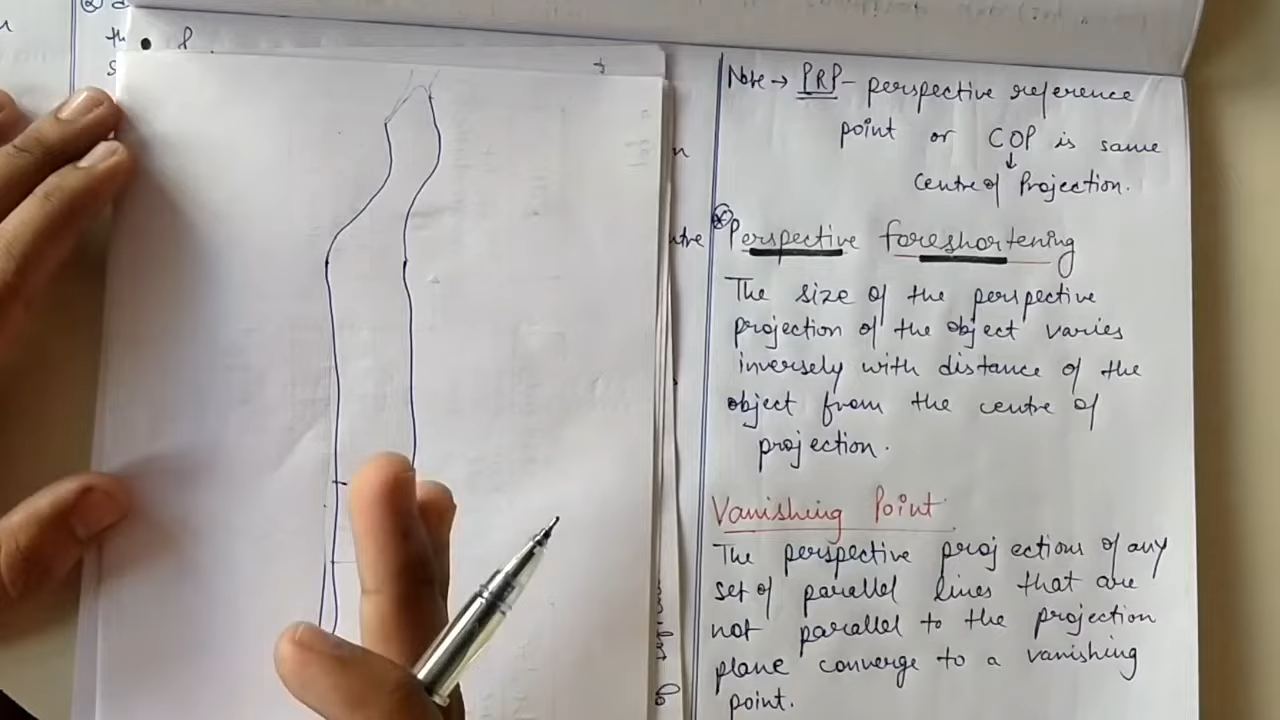 Note → PRP - perspective reference
point or COP is same
↓
Centre of Projection.
Perspective foreshortening
The size of the perspective
projection of the object varies
inversely with distance of the
object from the centre of
projection.
Vanishing Point
The perspective projections of any
set of parallel lines that are
not parallel to the projection
plane converge to a vanishing
point.